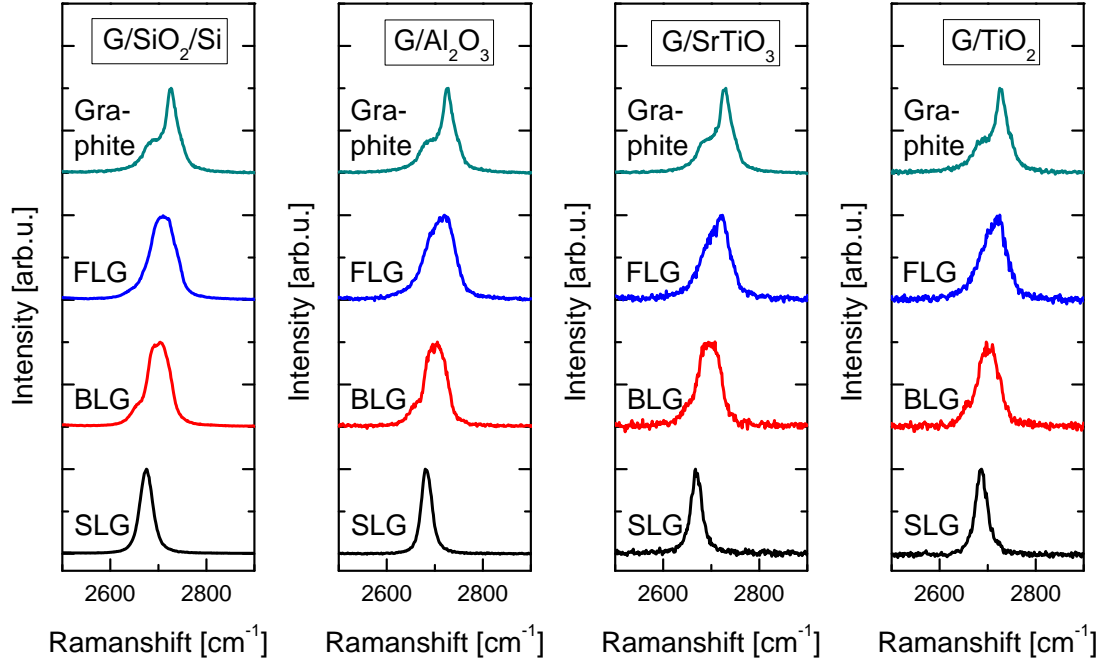 G/SiO₂/Si
Gra-
phite
FLG
BLG
SLG
Intensity [arb.u.]
2600 2800
Ramanshift [cm⁻¹]
G/Al₂O₃
Gra-
phite
FLG
BLG
SLG
Intensity [arb.u.]
2600 2800
Ramanshift [cm⁻¹]
G/SrTiO₃
Gra-
phite
FLG
BLG
SLG
Intensity [arb.u.]
2600 2800
Ramanshift [cm⁻¹]
G/TiO₂
Gra-
phite
FLG
BLG
SLG
Intensity [arb.u.]
2600 2800
Ramanshift [cm⁻¹]